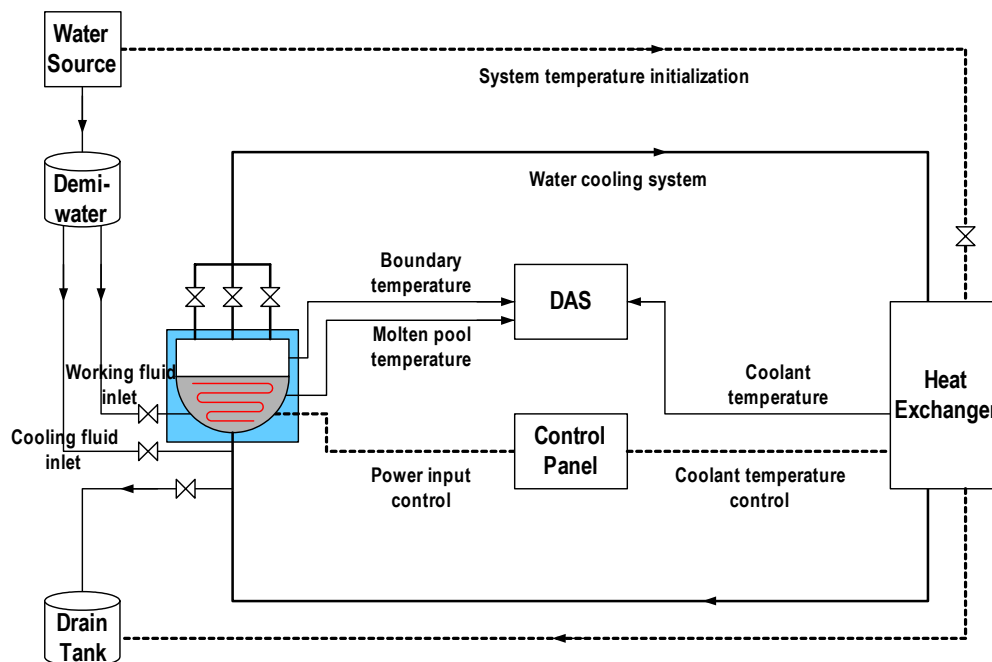 Water
Source
System temperature initialization
Demi-
water
Water cooling system
Boundary
temperature
DAS
Molten pool
temperature
Working fluid
inlet
Coolant
temperature
Heat
Exchanger
Cooling fluid
inlet
Control
Panel
Power input
control
Coolant temperature
control
Drain
Tank